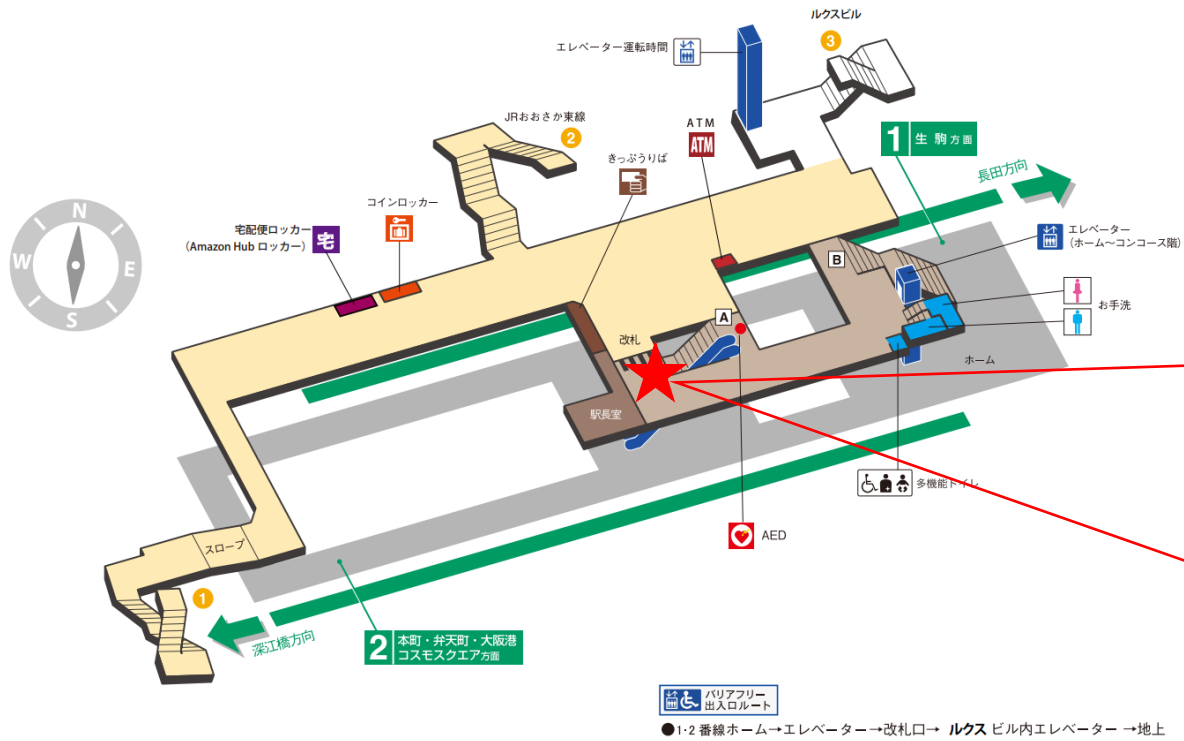 ルクスビル
3
エレベーター運転時間
JRおおさか東線
2
ATM
ATM
1 生駒方面
きっぷうりば
長田方向
コインロッカー
宅配便ロッカー
（Amazon Hub ロッカー）
宅
N
W
E
S
エレベーター
（ホーム〜コンコース階）
B
お手洗
A
改札
ホーム
駅長室
多機能トイレ
AED
スロープ
1
深江橋方向
2 本町・弁天町・大阪港
コスモスクエア方面
バリアフリー
出入口ルート
●1・2番線ホーム→エレベーター→改札口→ ルクス ビル内エレベーター →地上